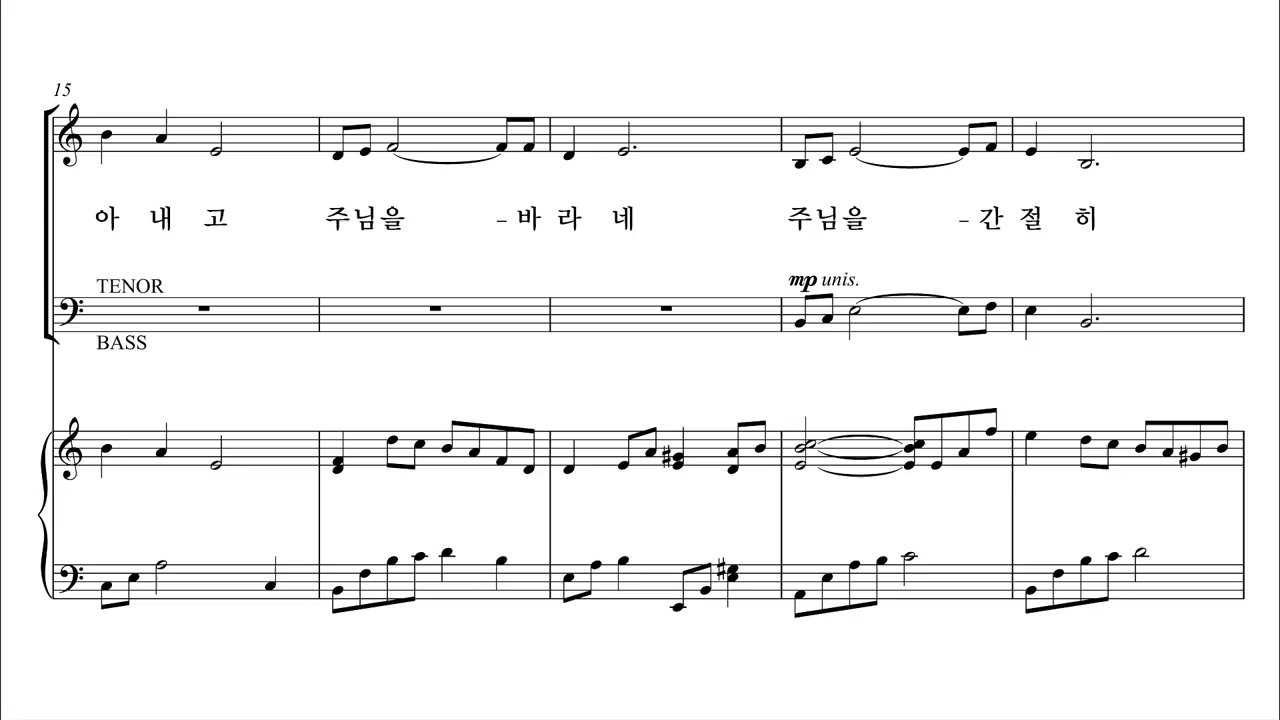 15
아 내 고 주님을 - 바 라 네 주님을 - 간 절 히
TENOR
mp unis.
BASS